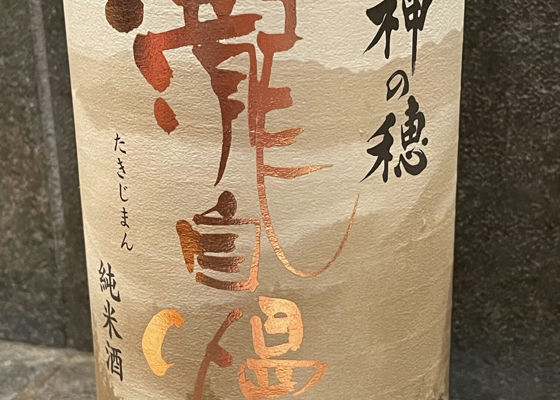 神の穂
瀧自慢
たきじまん
純米酒